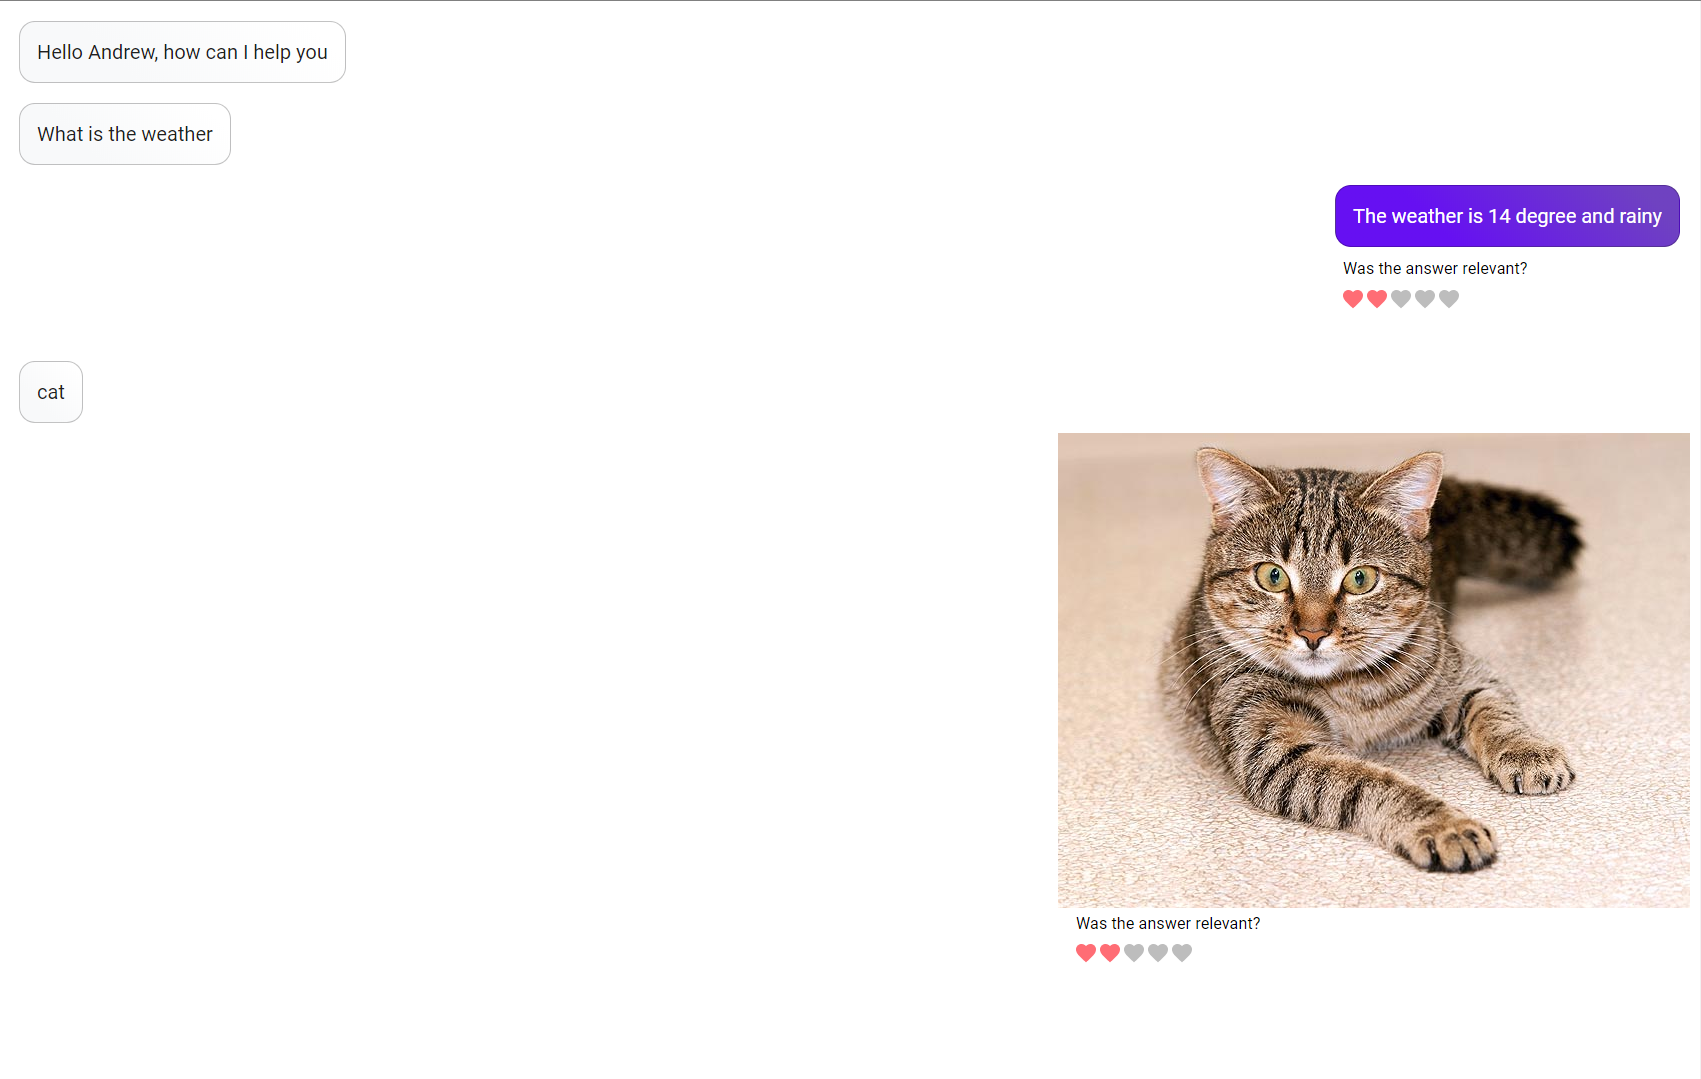 Hello Andrew, how can I help you
What is the weather
The weather is 14 degree and rainy
Was the answer relevant?
cat
Was the answer relevant?